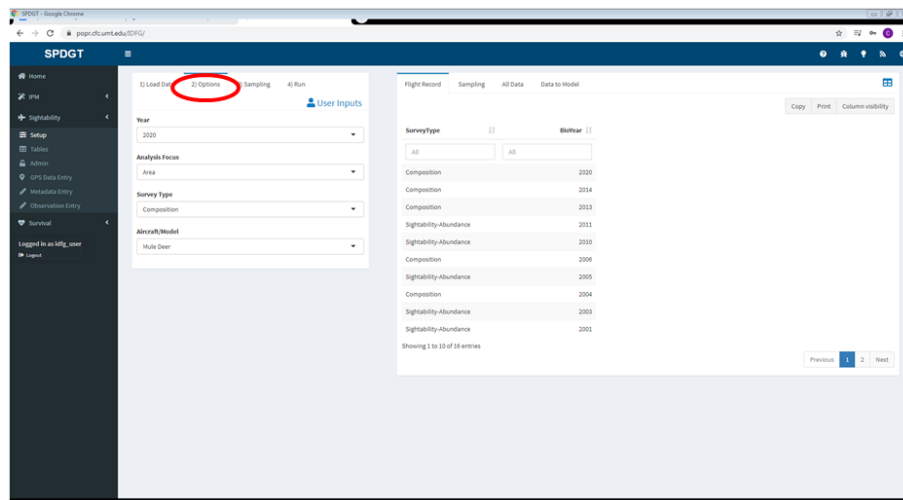 SPDGT - Google Chrome
popr.cfc.umt.edu/IDFG/
SPDGT
Home
IPM
Sightability
Setup
Tables
Admin
GPS Data Entry
Metadata Entry
Observation Entry
Survival
Logged in as idfg_user
Logout
1) Load Dat 2) Options Sampling 4) Run
User Inputs
Year
2020
Analysis Focus
Area
Survey Type
Composition
Aircraft/Model
Mule Deer
Flight Record Sampling All Data Data to Model
Copy Print Column visibility
SurveyType BioYear
All All
Composition 2020
Composition 2014
Composition 2013
Sightability-Abundance 2011
Sightability-Abundance 2010
Composition 2006
Sightability-Abundance 2005
Composition 2004
Sightability-Abundance 2003
Sightability-Abundance 2001
Showing 1 to 10 of 16 entries
Previous 1 2 Next